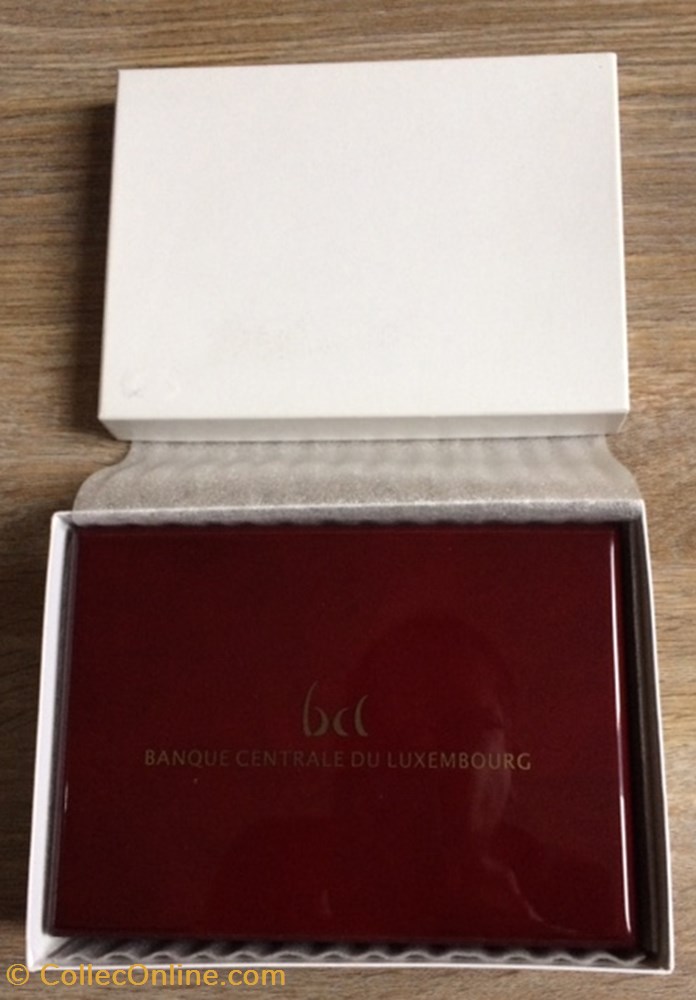 bcl
BANQUE CENTRALE DU LUXEMBOURG
© CollecOnline.com